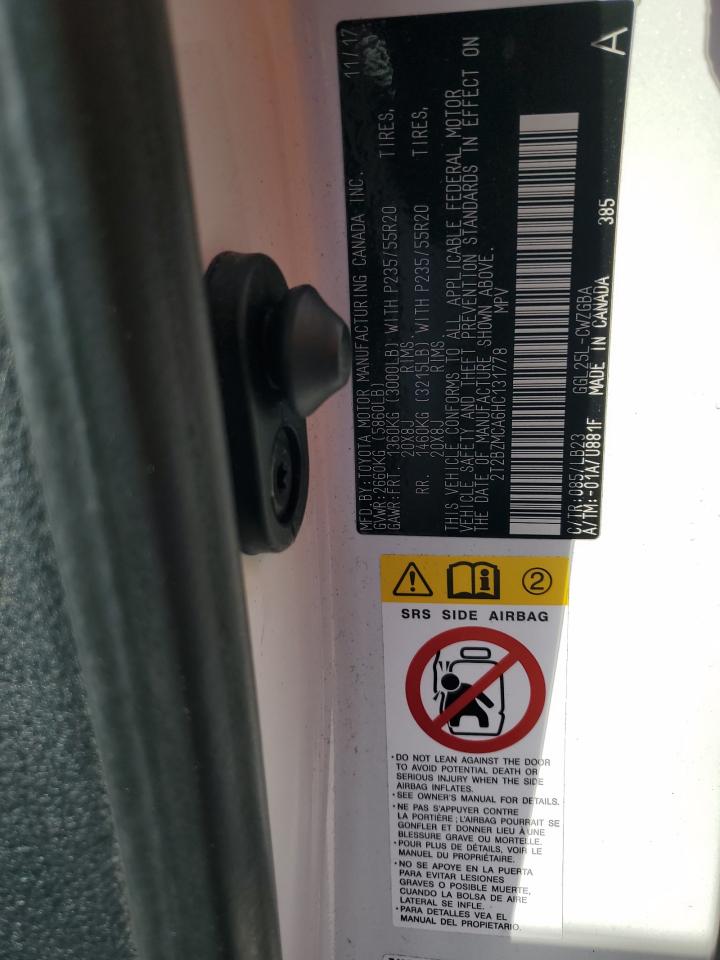 11/17
MFD.BY:TOYOTA MOTOR MANUFACTURING CANADA INC.
GVWR:2660KG(5860LB)
GAWR:FRT. 1360KG (3000LB) WITH P235/55R20 TIRES,
20X8J RIMS
RR. 1460KG (3215LB) WITH P235/55R20 TIRES,
20X8J RIMS
THIS VEHICLE CONFORMS TO ALL APPLICABLE FEDERAL MOTOR
VEHICLE SAFETY AND THEFT PREVENTION STANDARDS IN EFFECT ON
THE DATE OF MANUFACTURE SHOWN ABOVE.
2T2BZMCA6HC131778 MPV
C/TR:085/LB23 GGL25L-CWZGBA
A/TM:-01A/U881F MADE IN CANADA 385
A
2
SRS SIDE AIRBAG
·DO NOT LEAN AGAINST THE DOOR
TO AVOID POTENTIAL DEATH OR
SERIOUS INJURY WHEN THE SIDE
AIRBAG INFLATES.
·SEE OWNER'S MANUAL FOR DETAILS.
·NE PAS S'APPUYER CONTRE
LA PORTIÈRE; L'AIRBAG POURRAIT SE
GONFLER ET DONNER LIEU À UNE
BLESSURE GRAVE OU MORTELLE.
·POUR PLUS DE DÉTAILS, VOIR LE
MANUEL DU PROPRIÉTAIRE.
·NO SE APOYE EN LA PUERTA
PARA EVITAR LESIONES
GRAVES O POSIBLE MUERTE,
CUANDO LA BOLSA DE AIRE
LATERAL SE INFLE.
·PARA DETALLES VEA EL
MANUAL DEL PROPIETARIO.